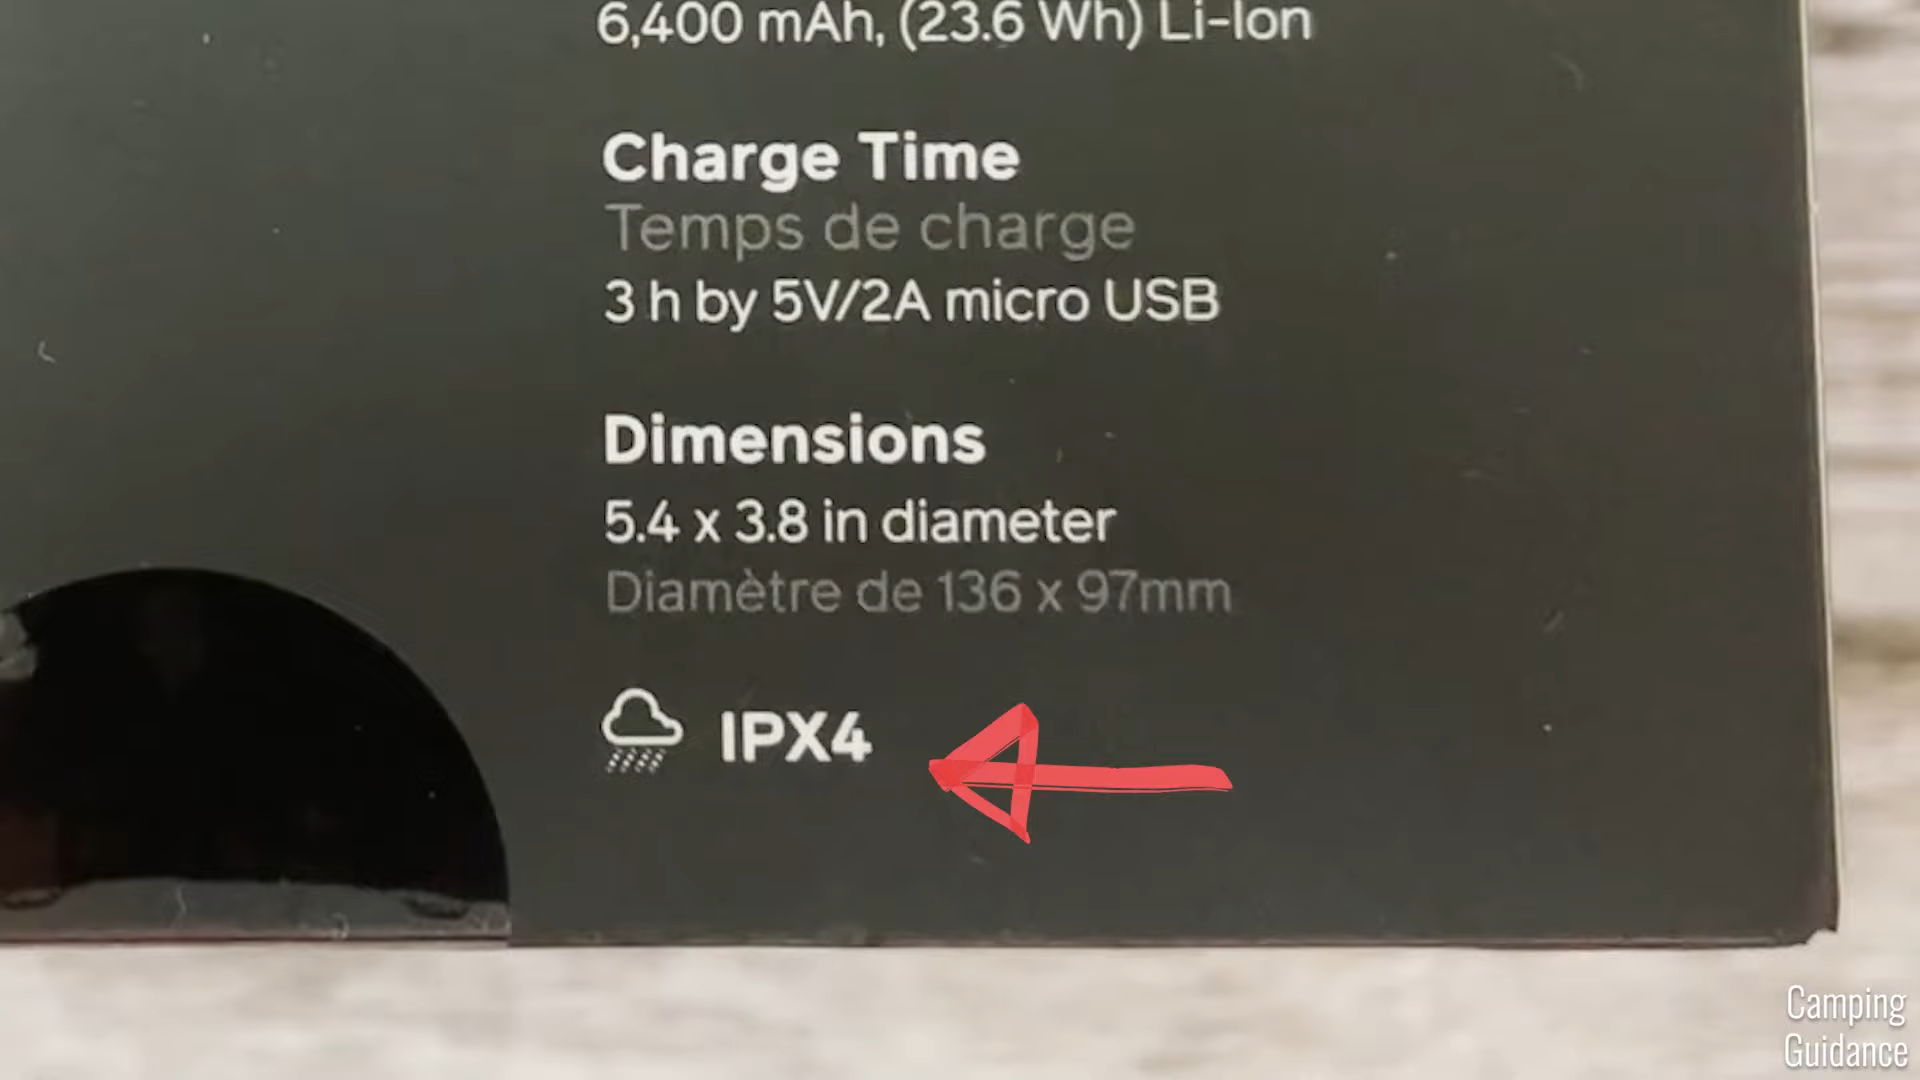 6,400 mAh, (23.6 Wh) Li-Ion
Charge Time
Temps de charge
3 h by 5V/2A micro USB
Dimensions
5.4 x 3.8 in diameter
Diamètre de 136 x 97mm
IPX4
Camping
Guidance